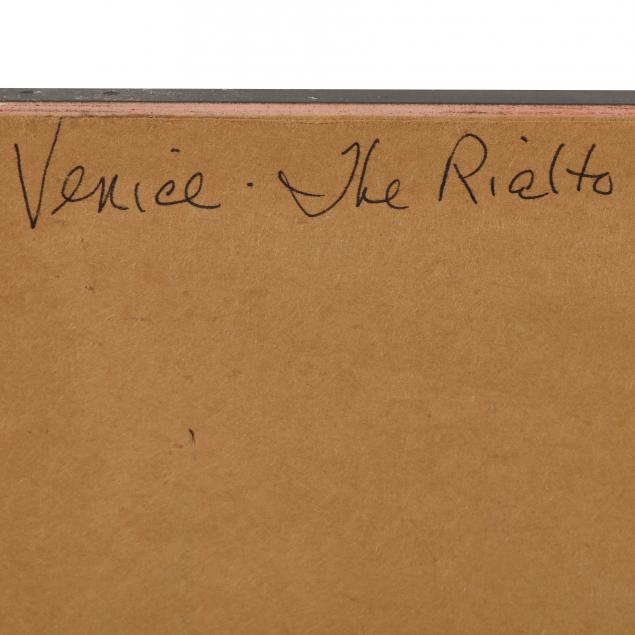 Venice · The Rialto